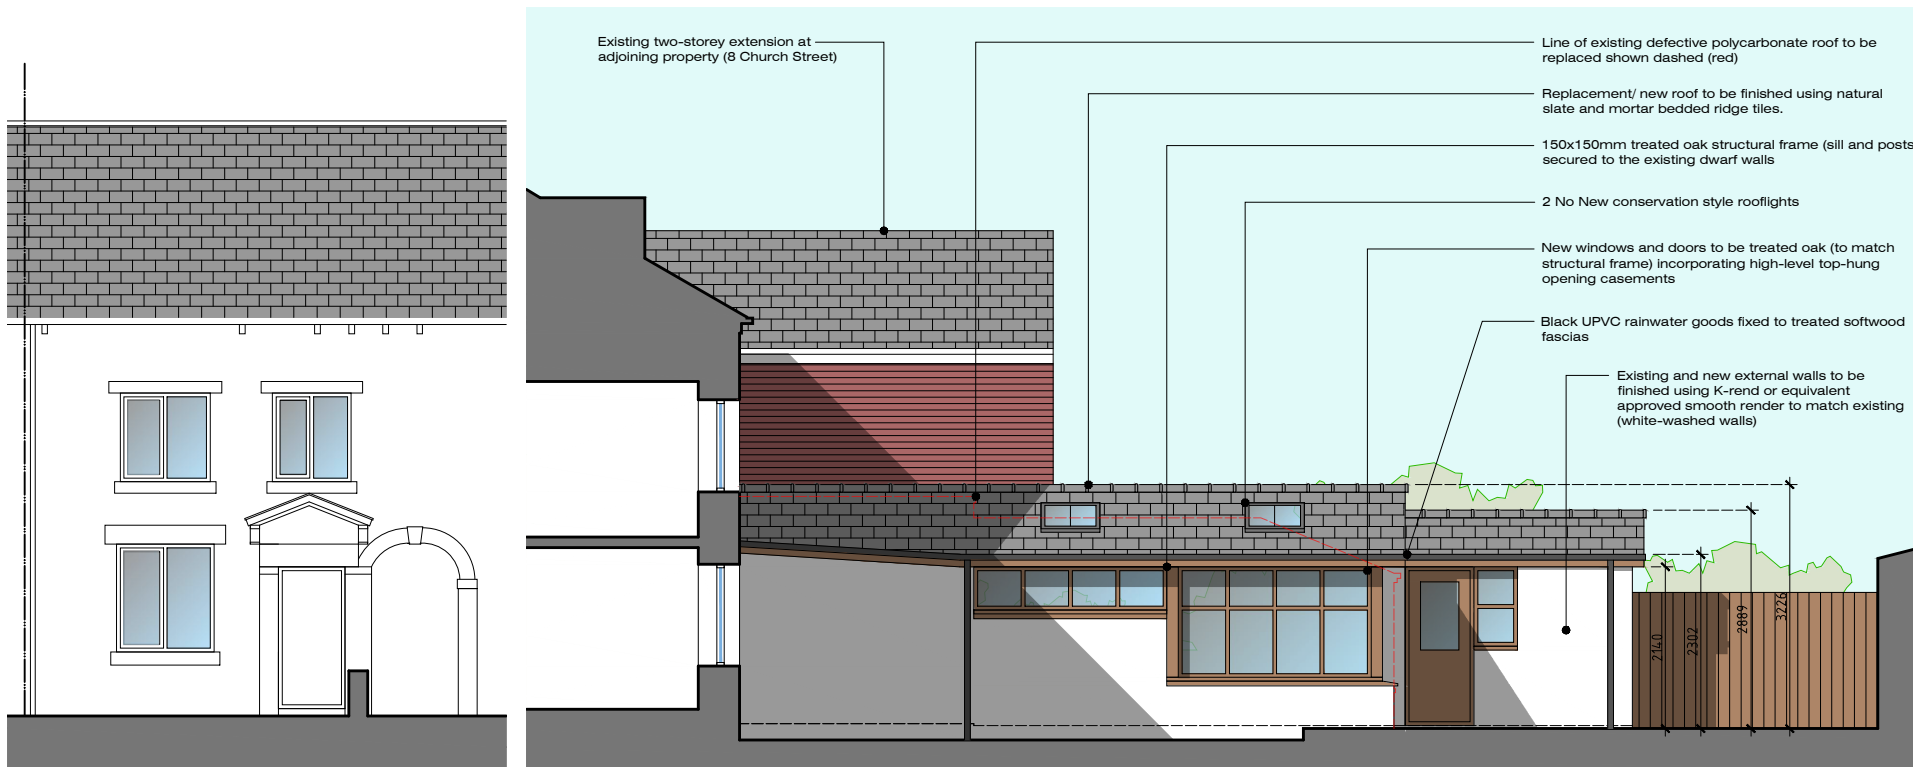 Existing two-storey extension at
adjoining property (8 Church Street)
Line of existing defective polycarbonate roof to be
replaced shown dashed (red)
Replacement/ new roof to be finished using natural
slate and mortar bedded ridge tiles.
150x150mm treated oak structural frame (sill and posts
secured to the existing dwarf walls
2 No New conservation style rooflights
New windows and doors to be treated oak (to match
structural frame) incorporating high-level top-hung
opening casements
Black UPVC rainwater goods fixed to treated softwood
fascias
Existing and new external walls to be
finished using K-rend or equivalent
approved smooth render to match existing
(white-washed walls)
2140
2302
2889
3226